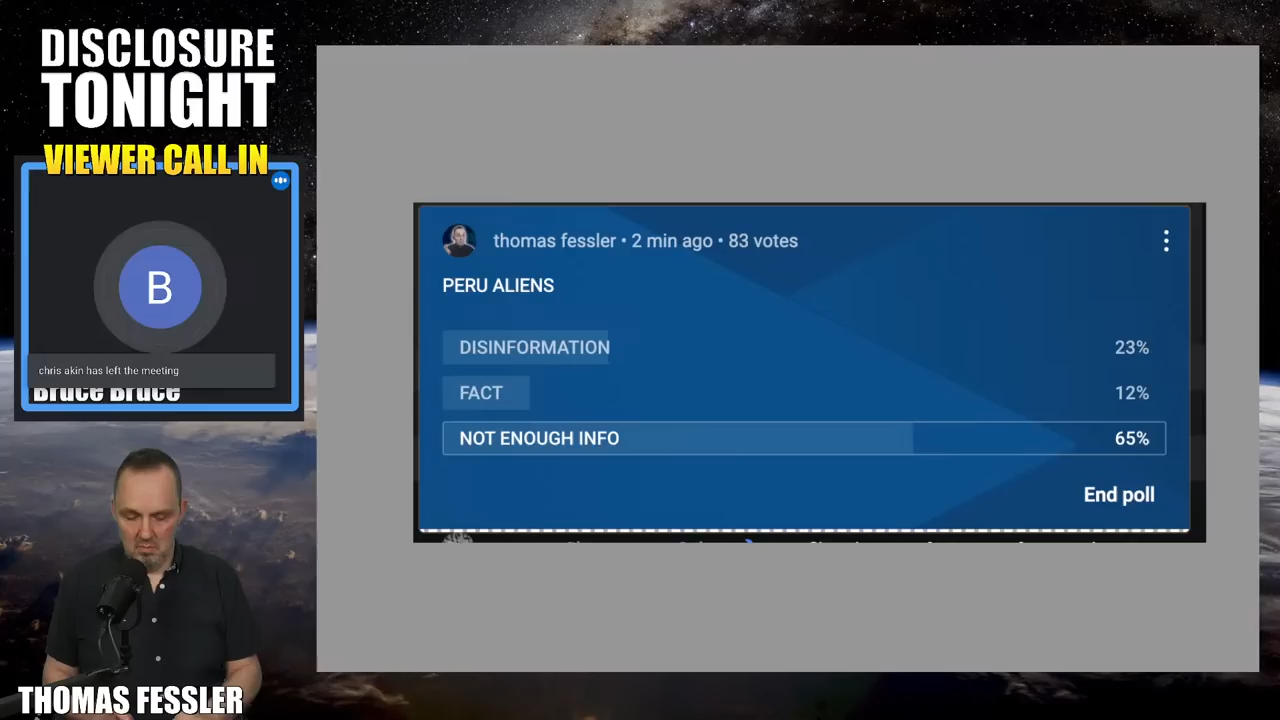 DISCLOSURE
TONIGHT
VIEWER CALL IN
B
chris akin has left the meeting
Bruce Bruce
THOMAS FESSLER
thomas fessler • 2 min ago • 83 votes
PERU ALIENS
DISINFORMATION 23%
FACT 12%
NOT ENOUGH INFO 65%
End poll